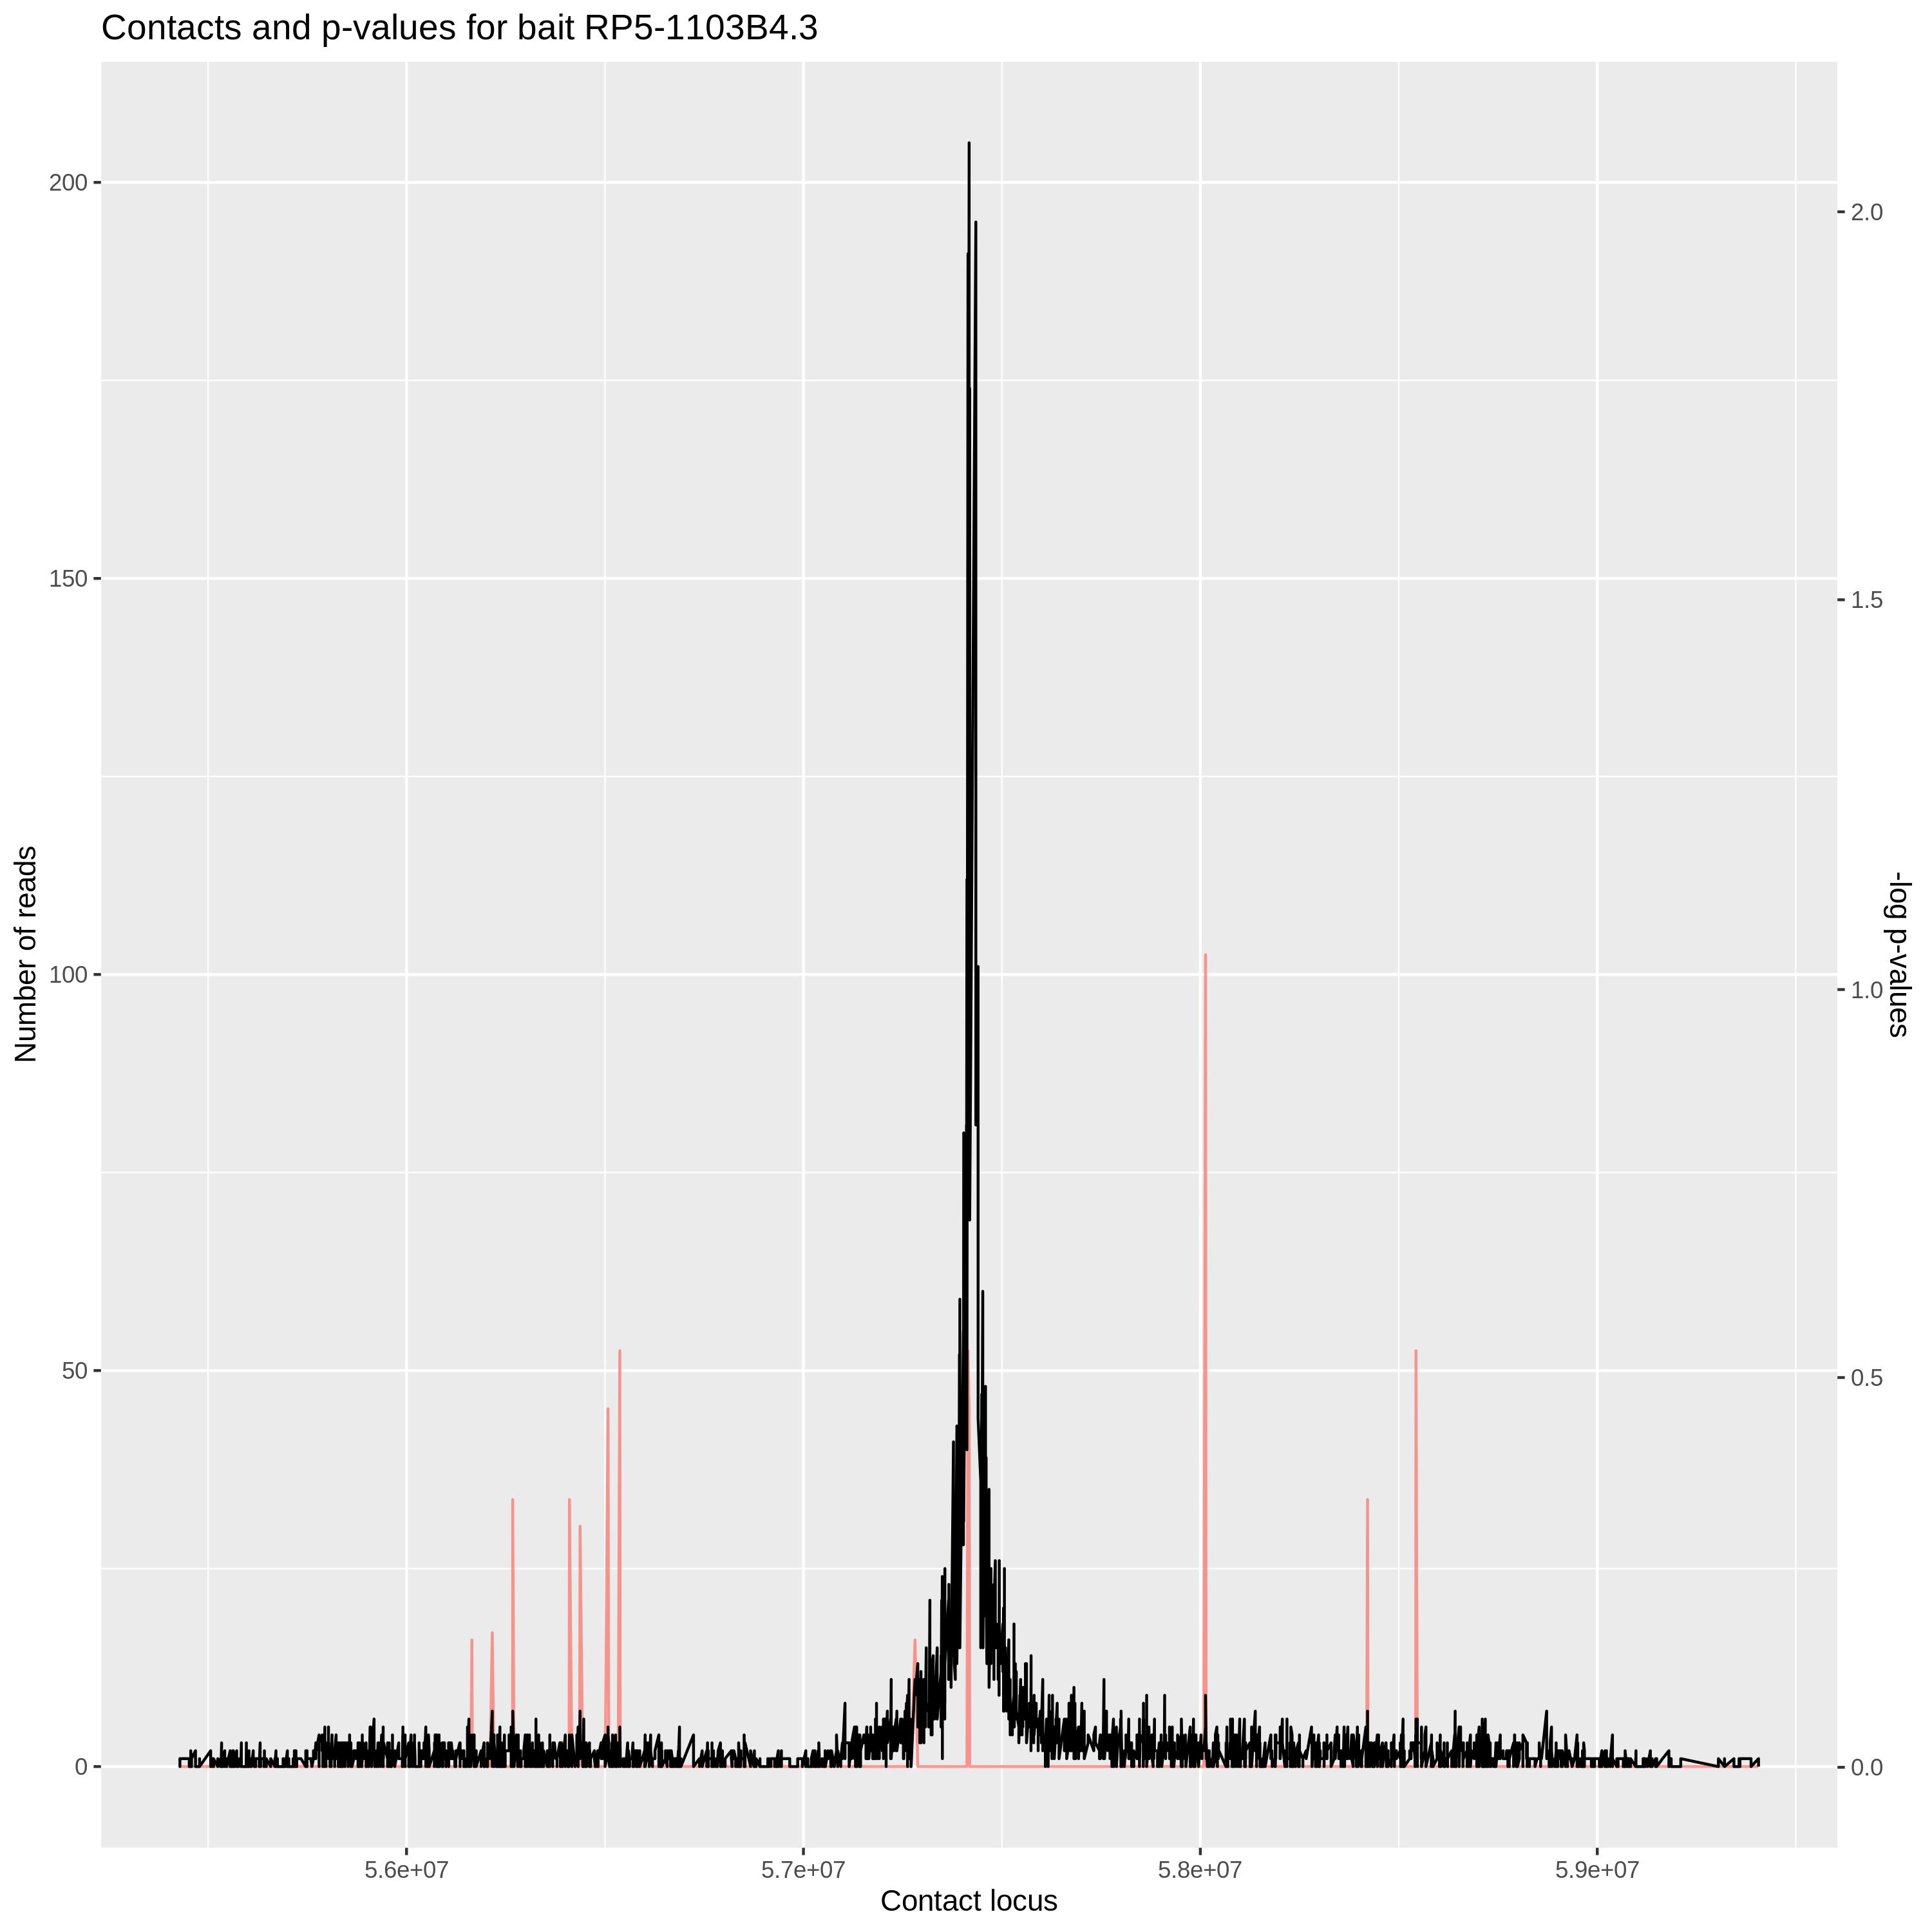 Contacts and p-values for bait RP5-1103B4.3
200
150
100
50
0
Number of reads
2.0
1.5
1.0
0.5
0.0
-log p-values
5.6e+07
5.7e+07
5.8e+07
5.9e+07
Contact locus